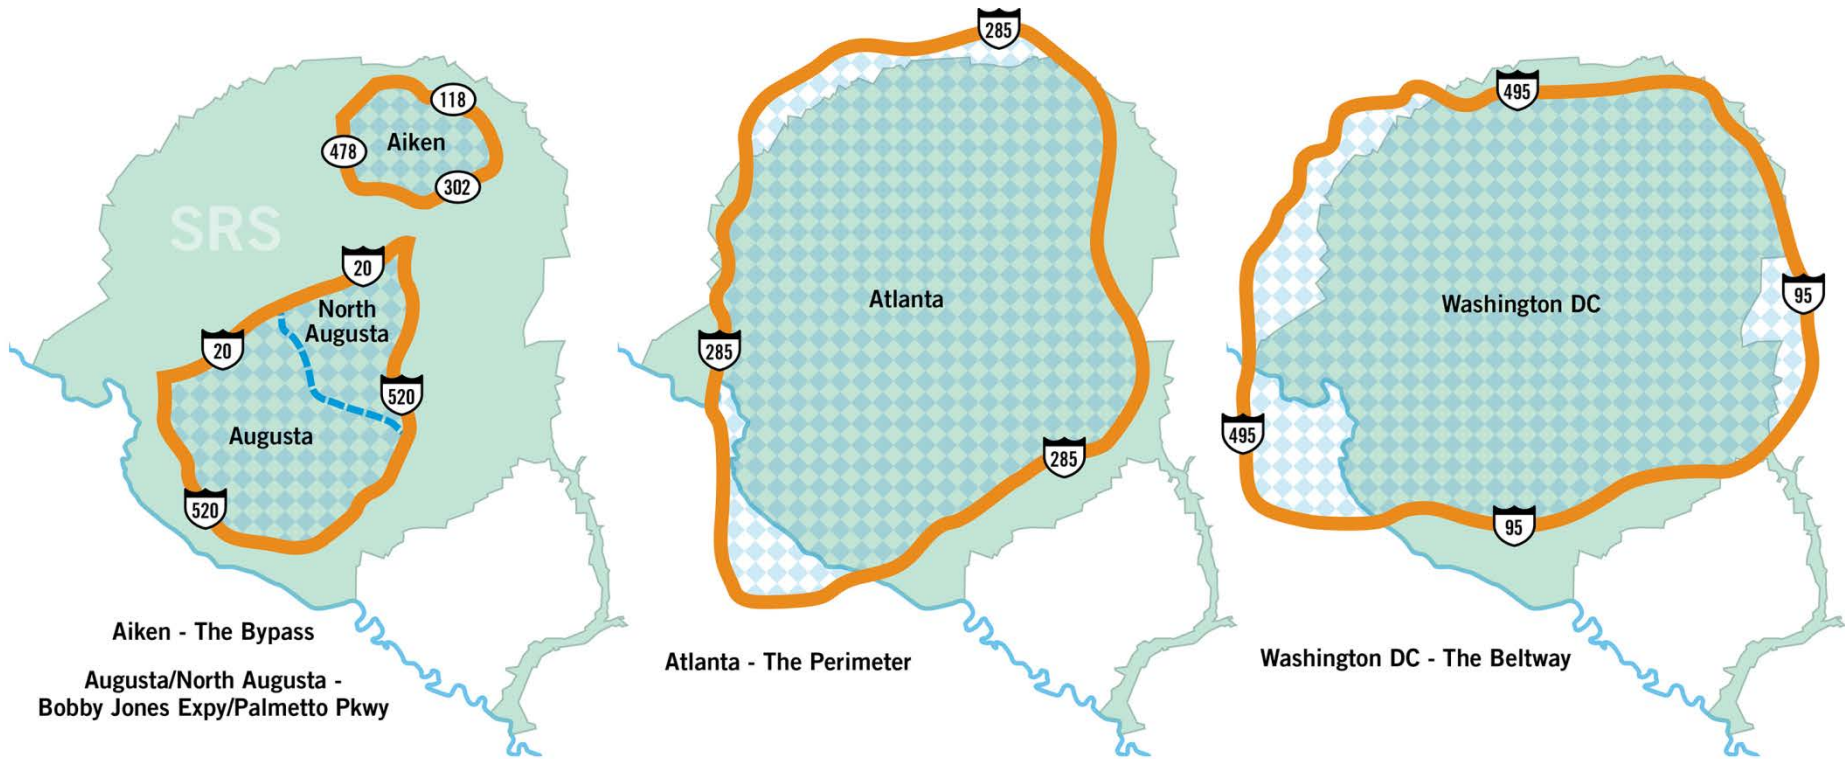 118
Aiken
478
302
SRS
20
North
Augusta
20
520
Augusta
520
Aiken - The Bypass
Augusta/North Augusta -
Bobby Jones Expy/Palmetto Pkwy
285
Atlanta
285
285
Atlanta - The Perimeter
495
95
Washington DC
495
95
Washington DC - The Beltway